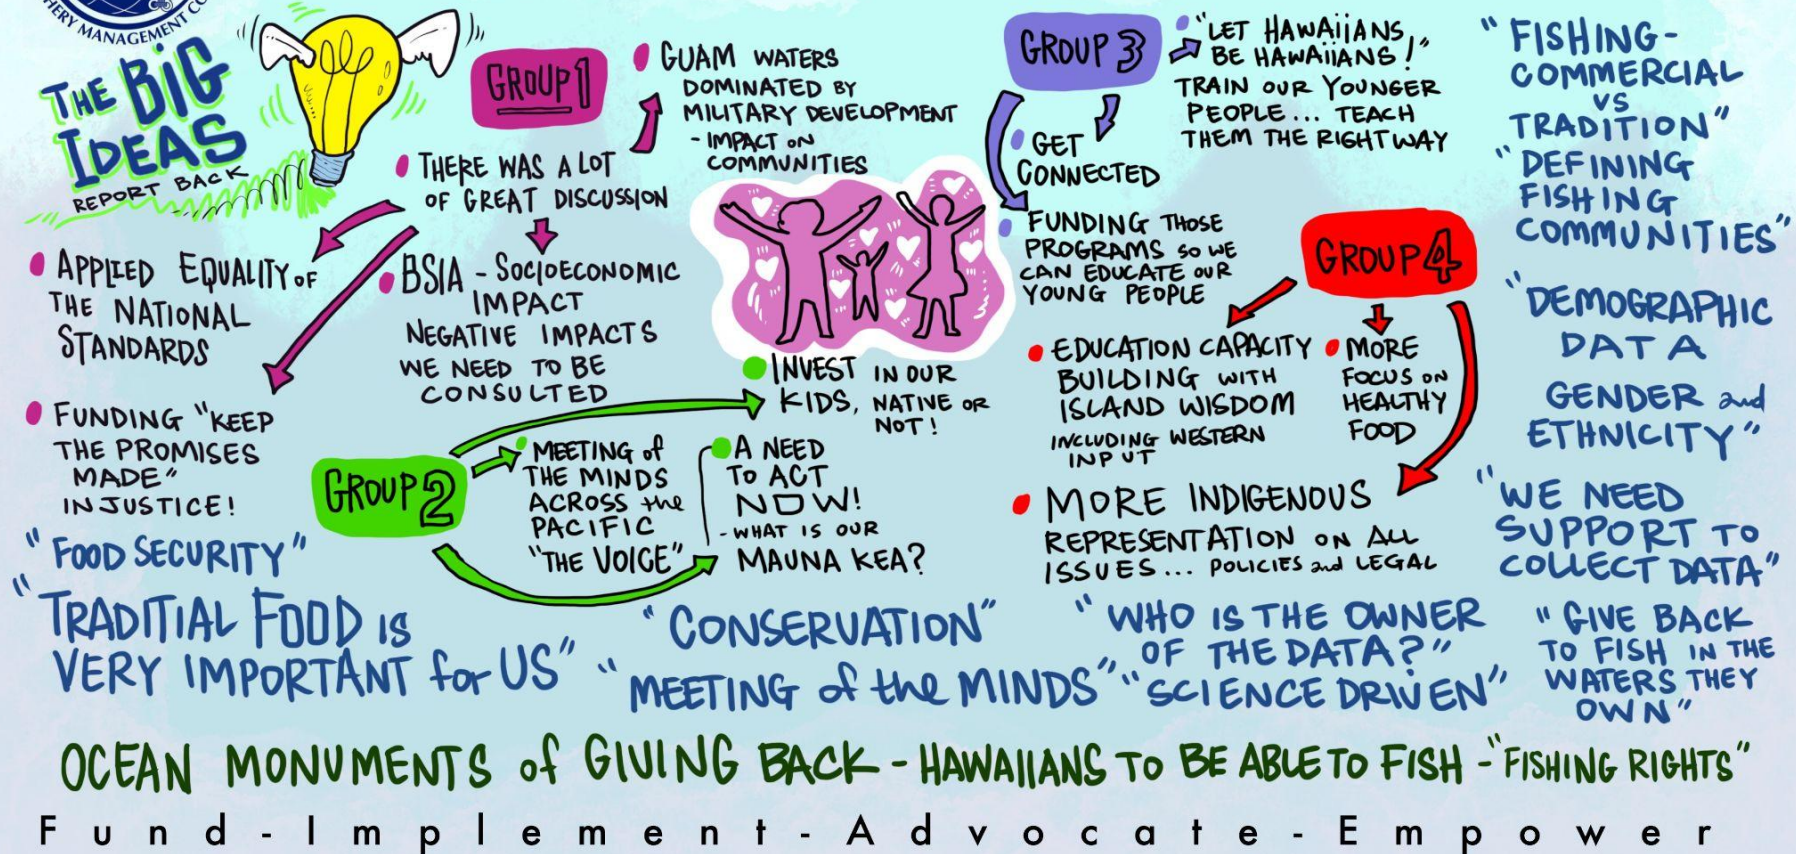 MANAGEMENT
THE BIG
IDEAS
REPORT BACK
GROUP 1
THERE WAS A LOT
OF GREAT DISCUSSION
GUAM WATERS
DOMINATED BY
MILITARY DEVELOPMENT
- IMPACT ON
COMMUNITIES
APPLIED EQUALITY OF
THE NATIONAL
STANDARDS
BSIA - SOCIOECONOMIC
IMPACT
NEGATIVE IMPACTS
WE NEED TO BE
CONSULTED
FUNDING "KEEP
THE PROMISES
MADE"
INJUSTICE!
GROUP 2
INVEST IN OUR
KIDS, NATIVE OR
NOT!
MEETING of
THE MINDS
ACROSS the
PACIFIC
"THE VOICE"
A NEED
TO ACT
NOW!
- WHAT IS OUR
MAUNA KEA?
GROUP 3
"LET HAWAiiANS
BE HAWAiiANS!"
TRAIN OUR YOUNGER
PEOPLE... TEACH
THEM THE RIGHT WAY
GET
CONNECTED
FUNDING THOSE
PROGRAMS SO WE
CAN EDUCATE OUR
YOUNG PEOPLE
GROUP 4
EDUCATION CAPACITY
BUILDING WITH
ISLAND WISDOM
INCLUDING WESTERN
INPUT
MORE
FOCUS ON
HEALTHY
FOOD
MORE INDIGENOUS
REPRESENTATION ON ALL
ISSUES... POLICIES and LEGAL
"FISHING-
COMMERCIAL
VS
TRADITION"
"DEFINING
FISHING
COMMUNITIES"
"DEMOGRAPHIC
DATA
GENDER and
ETHNICITY"
"WE NEED
SUPPORT TO
COLLECT DATA"
"GIVE BACK
TO FISH IN THE
WATERS THEY
OWN"
"FOOD SECURITY"
"TRADITIAL FOOD IS
VERY IMPORTANT for US"
"CONSERVATION"
"MEETING of the MINDS"
"WHO IS THE OWNER
OF THE DATA?"
"SCIENCE DRIVEN"
OCEAN MONUMENTS of GIVING BACK - HAWAIIANS TO BE ABLE TO FISH - "FISHING RIGHTS"
Fund-Implement-Advocate-Empower